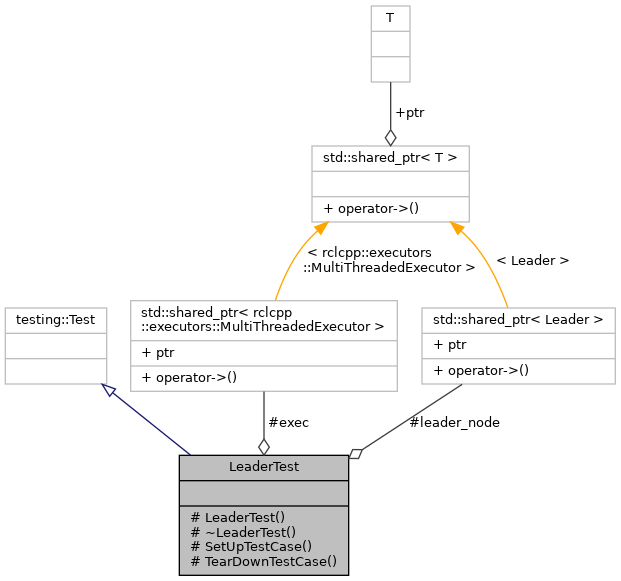 T
+ptr
std::shared_ptr< T >
+ operator->()
< rclcpp::executors
::MultiThreadedExecutor >
< Leader >
testing::Test
std::shared_ptr< rclcpp
::executors::MultiThreadedExecutor >
+ ptr
+ operator->()
std::shared_ptr< Leader >
+ ptr
+ operator->()
#exec
#leader_node
LeaderTest
# LeaderTest()
# ~LeaderTest()
# SetUpTestCase()
# TearDownTestCase()